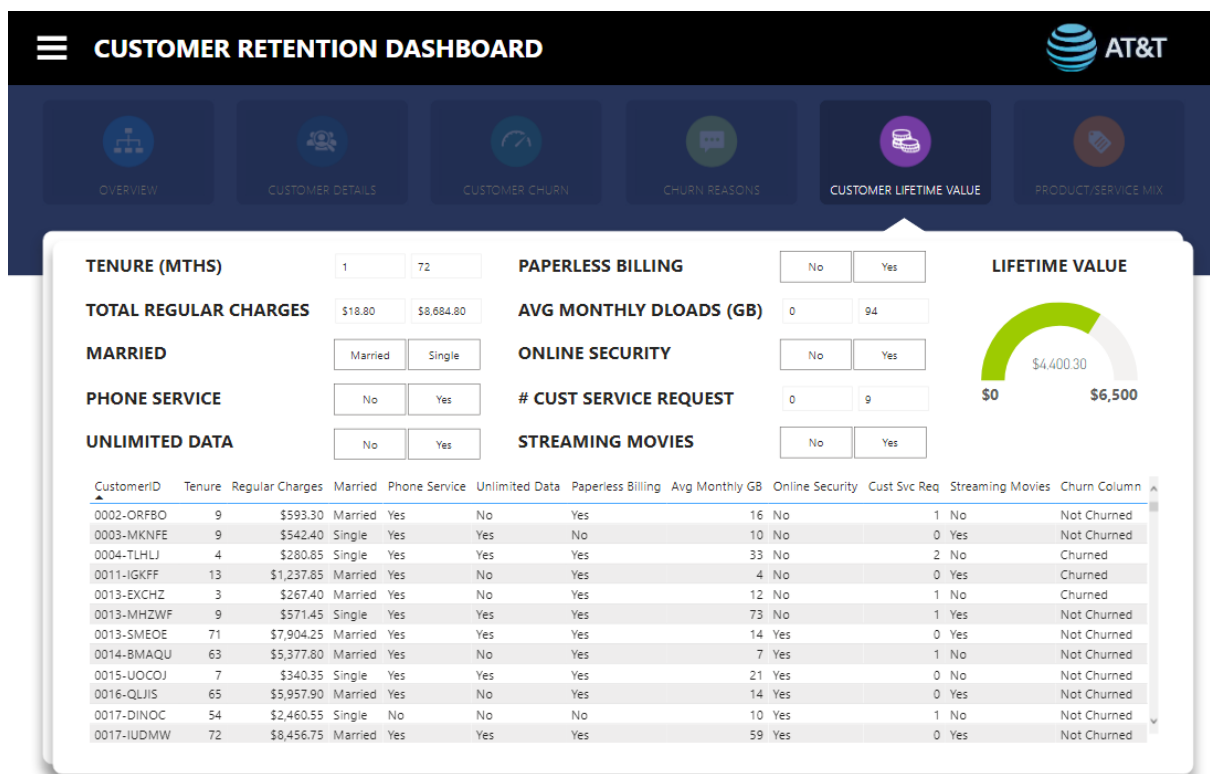 CUSTOMER RETENTION DASHBOARD
AT&T
OVERVIEW
CUSTOMER DETAILS
CUSTOMER CHURN
CHURN REASONS
CUSTOMER LIFETIME VALUE
PRODUCT/SERVICE MIX
TENURE (MTHS) 1 72 PAPERLESS BILLING No Yes LIFETIME VALUE
TOTAL REGULAR CHARGES $18.80 $8,684.80 AVG MONTHLY DLOADS (GB) 0 94
MARRIED Married Single ONLINE SECURITY No Yes $4,400.30
PHONE SERVICE No Yes # CUST SERVICE REQUEST 0 9 $0 $6,500
UNLIMITED DATA No Yes STREAMING MOVIES No Yes
CustomerID Tenure Regular Charges Married Phone Service Unlimited Data Paperless Billing Avg Monthly GB Online Security Cust Svc Req Streaming Movies Churn Column
0002-ORFBO 9 $593.30 Married Yes No Yes 16 No 1 No Not Churned
0003-MKNFE 9 $542.40 Single Yes Yes No 10 No 0 Yes Not Churned
0004-TLHLJ 4 $280.85 Single Yes Yes Yes 33 No 2 No Churned
0011-IGKFF 13 $1,237.85 Married Yes No Yes 4 No 0 Yes Churned
0013-EXCHZ 3 $267.40 Married Yes No Yes 12 No 1 No Churned
0013-MHZWF 9 $571.45 Single Yes Yes Yes 73 No 1 Yes Not Churned
0013-SMEOE 71 $7,904.25 Married Yes Yes Yes 14 Yes 0 Yes Not Churned
0014-BMAQU 63 $5,377.80 Married Yes No Yes 7 Yes 1 No Not Churned
0015-UOCOJ 7 $340.35 Single Yes Yes Yes 21 Yes 0 No Not Churned
0016-QLJIS 65 $5,957.90 Married Yes No Yes 14 Yes 0 Yes Not Churned
0017-DINOC 54 $2,460.55 Single No No No 10 Yes 1 No Not Churned
0017-IUDMW 72 $8,456.75 Married Yes Yes Yes 59 Yes 0 Yes Not Churned